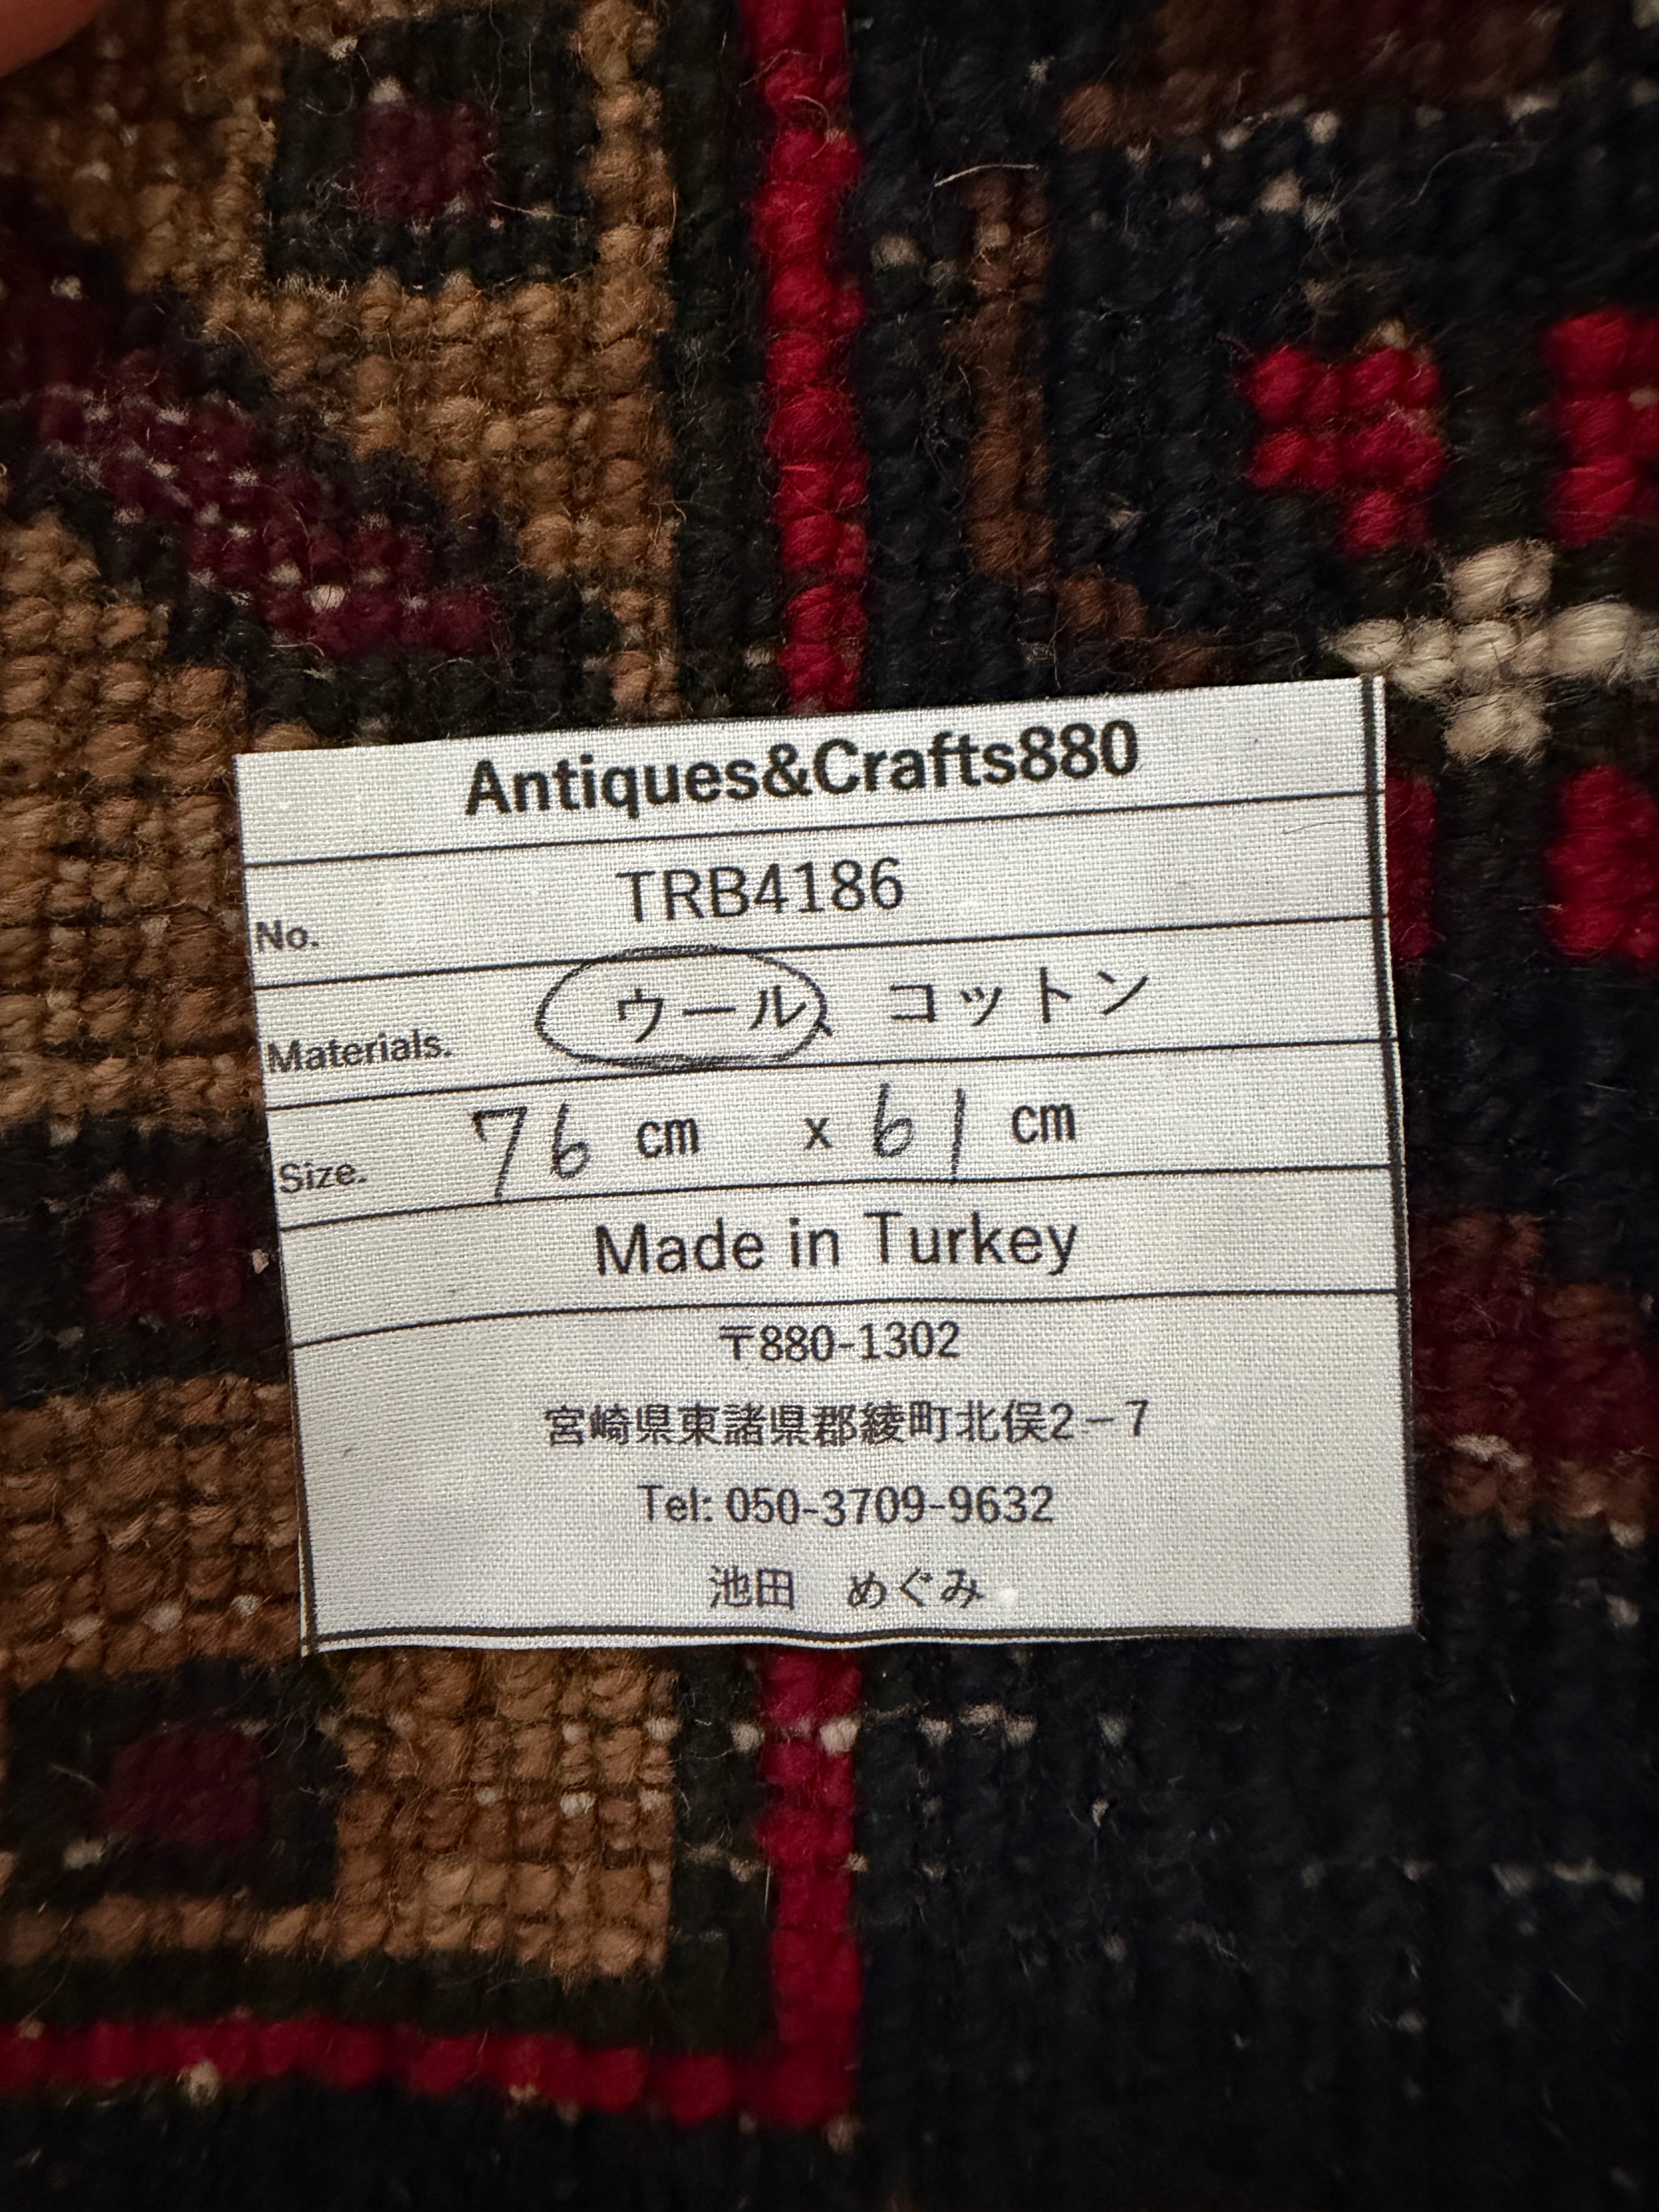 Antiques&Crafts880
No. TRB4186
Materials. ウール、コットン
Size. 76 cm x 61 cm
Made in Turkey
〒880-1302
宮崎県東諸県郡綾町北俣2－7
Tel: 050-3709-9632
池田　めぐみ